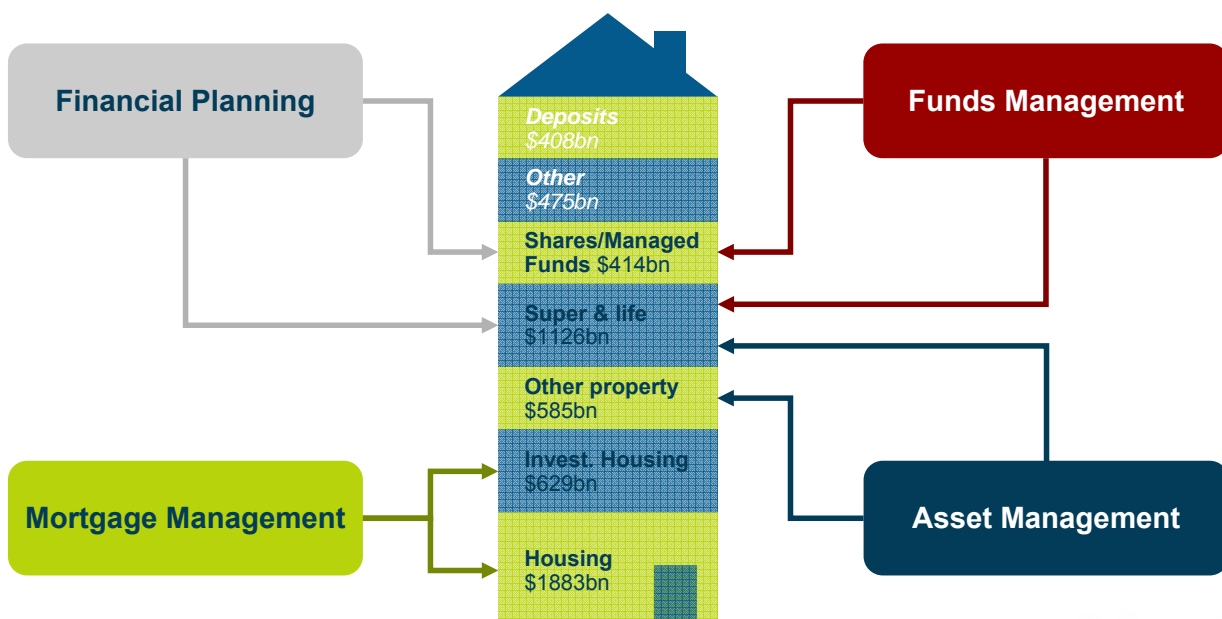 Financial Planning
Funds Management
Deposits
$408bn
Other
$475bn
Shares/Managed
Funds $414bn
Super & life
$1126bn
Other property
$585bn
Invest. Housing
$629bn
Mortgage Management
Asset Management
Housing
$1883bn